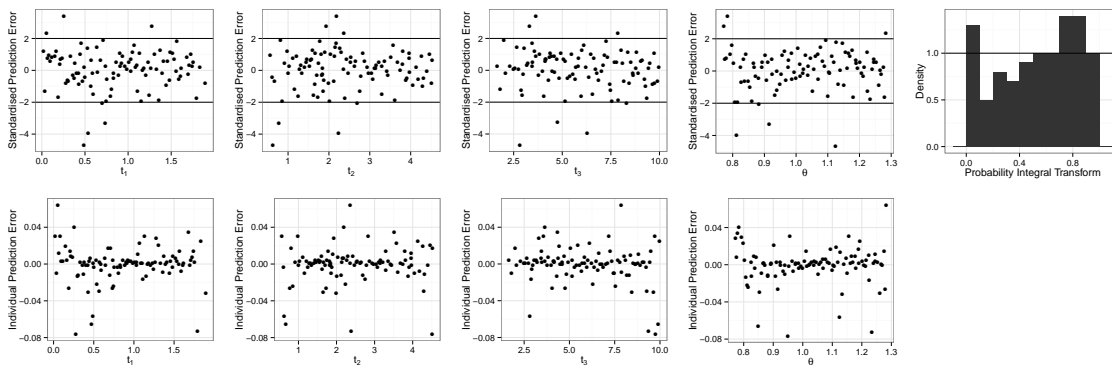 Standardised Prediction Error
2
0
−2
−4
0.0 0.5 1.0 1.5
t1
Standardised Prediction Error
2
0
−2
−4
1 2 3 4
t2
Standardised Prediction Error
2
0
−2
−4
2.5 5.0 7.5 10.0
t3
Standardised Prediction Error
2
0
−2
−4
0.8 0.9 1.0 1.1 1.2 1.3
θ
Density
1.0
0.5
0.0
0.0 0.4 0.8
Probability Integral Transform
Individual Prediction Error
0.04
0.00
−0.04
−0.08
0.0 0.5 1.0 1.5
t1
Individual Prediction Error
0.04
0.00
−0.04
−0.08
1 2 3 4
t2
Individual Prediction Error
0.04
0.00
−0.04
−0.08
2.5 5.0 7.5 10.0
t3
Individual Prediction Error
0.04
0.00
−0.04
−0.08
0.8 0.9 1.0 1.1 1.2 1.3
θ